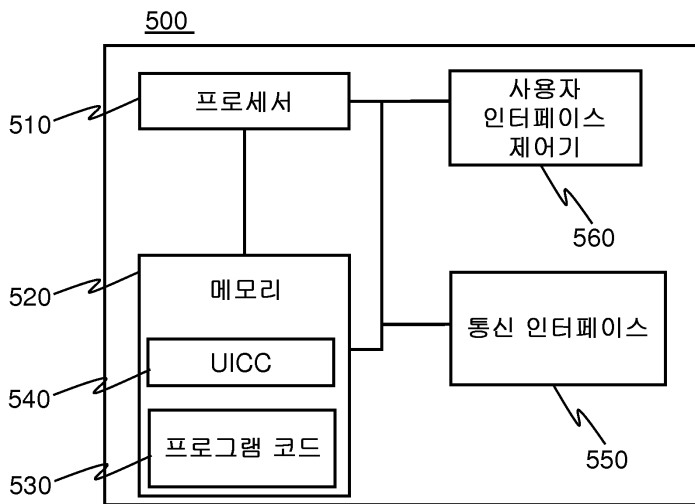 500
510
프로세서
사용자
인터페이스
제어기
560
520
메모리
통신 인터페이스
UICC
540
프로그램 코드
550
530